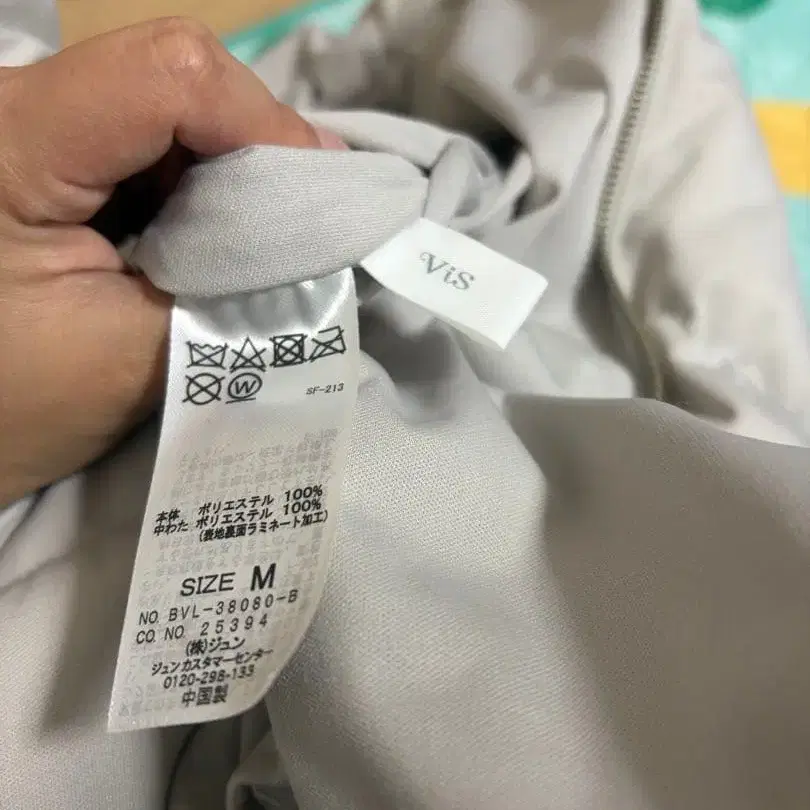 ViS
W
SF-213
本体 ポリエステル 100%
中わた ポリエステル 100%
(表地裏面ラミネート加工)
SIZE M
NO. BVL-38080-B
CO. NO. 25394
(株)ジュン
ジュンカスタマーセンター
0120-298-133
中国製